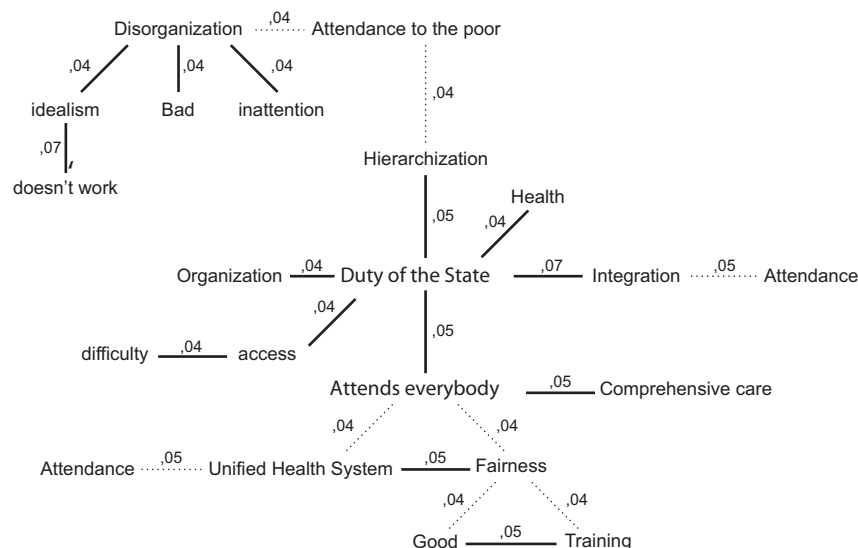 ,04
Disorganization Attendance to the poor
,04 ,04 ,04
,04
idealism Bad inattention
,07
Hierarchization
doesn't work
Health
,05 ,04
Organization ,04 Duty of the State ,07 Integration ,05 Attendance
,04
,05
difficulty ,04 access
Attends everybody ,05 Comprehensive care
,04 ,04
Attendance ,05 Unified Health System ,05 Fairness
,04 ,04
Good ,05 Training